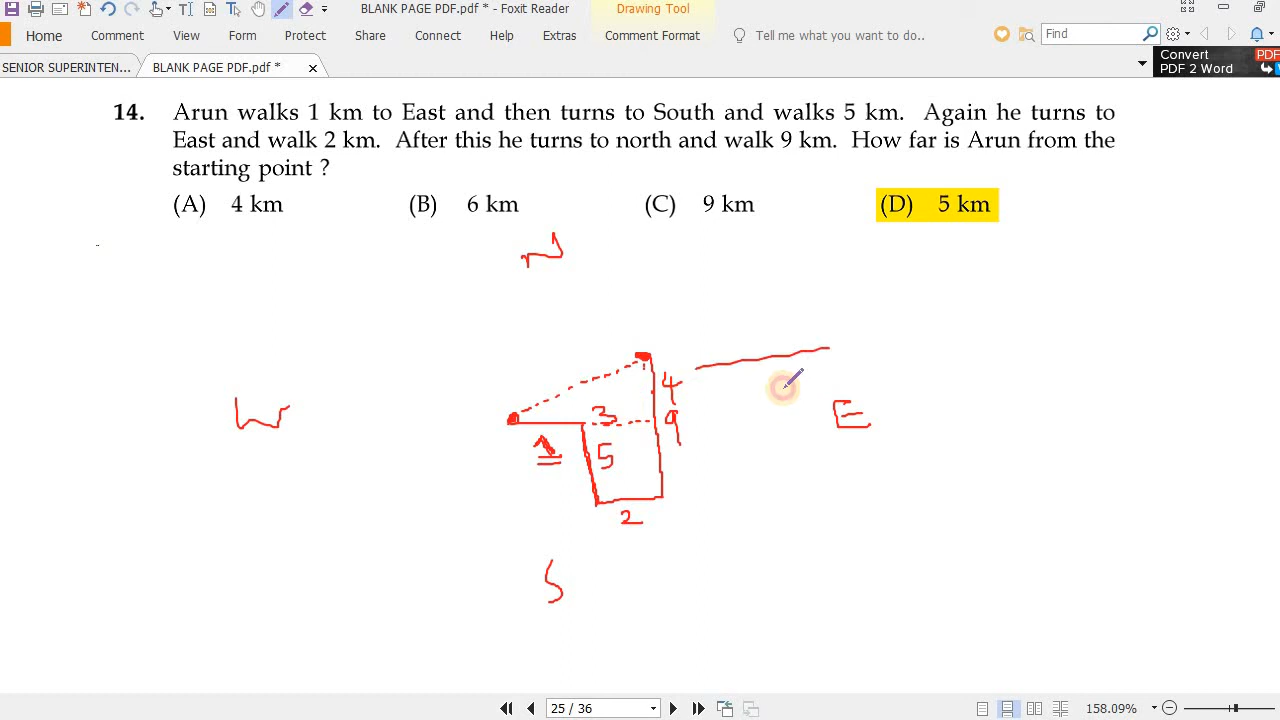 BLANK PAGE PDF.pdf * - Foxit Reader
Drawing Tool
Home Comment View Form Protect Share Connect Help Extras Comment Format Tell me what you want to do.. Find
SENIOR SUPERINTEN... BLANK PAGE PDF.pdf * Convert PDF
PDF 2 Word
14. Arun walks 1 km to East and then turns to South and walks 5 km. Again he turns to
East and walk 2 km. After this he turns to north and walk 9 km. How far is Arun from the
starting point ?
(A) 4 km (B) 6 km (C) 9 km (D) 5 km
N
4
W 3 9 E
1 5
2
S
25 / 36 158.09%